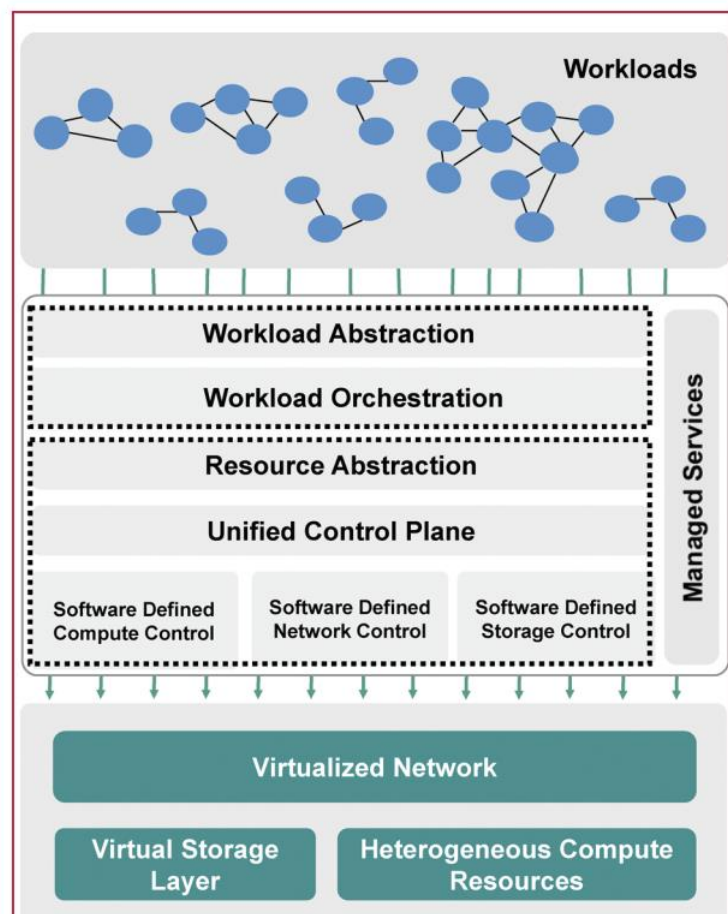 Workloads
Workload Abstraction
Workload Orchestration
Resource Abstraction
Unified Control Plane
Software Defined
Compute Control
Software Defined
Network Control
Software Defined
Storage Control
Managed Services
Virtualized Network
Virtual Storage
Layer
Heterogeneous Compute
Resources